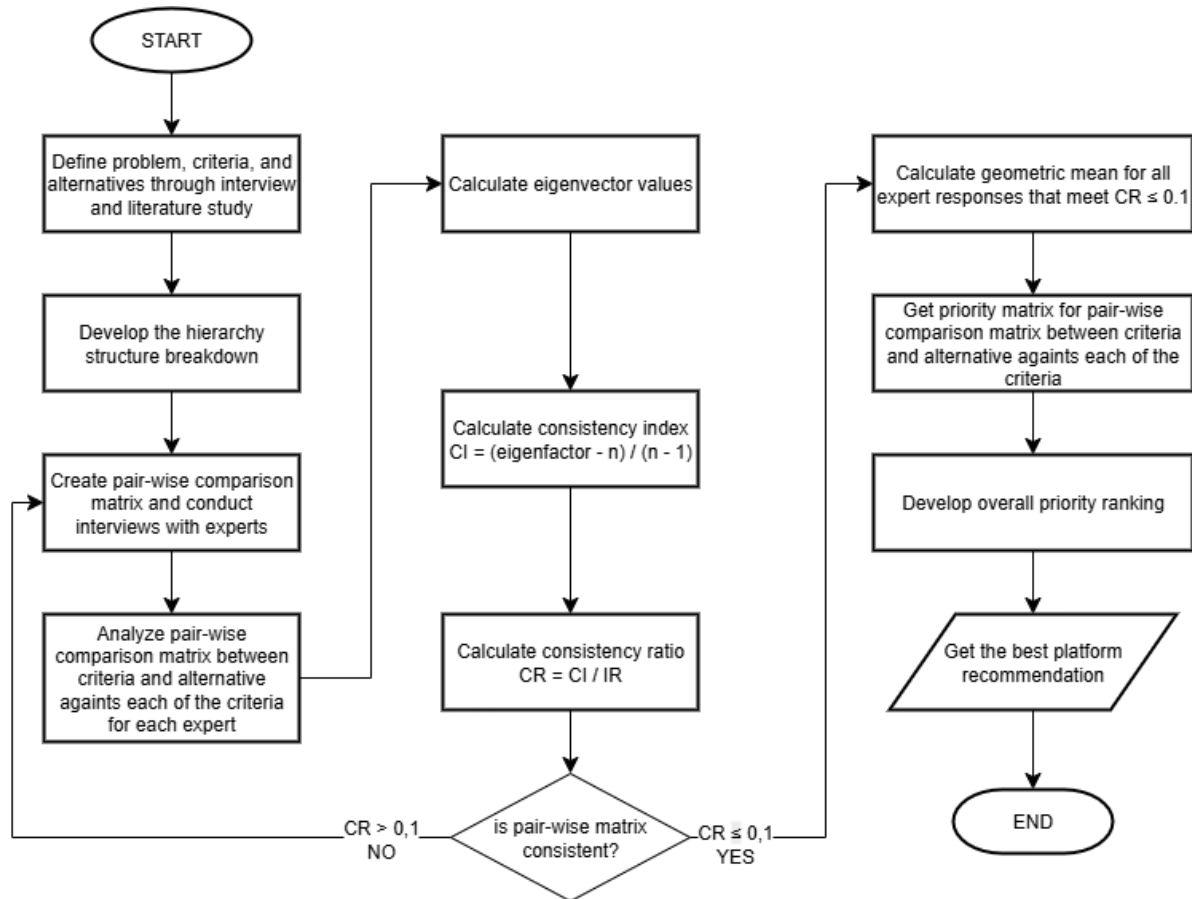 START
Define problem, criteria, and
alternatives through interview
and literature study
Develop the hierarchy
structure breakdown
Create pair-wise comparison
matrix and conduct
interviews with experts
Analyze pair-wise
comparison matrix between
criteria and alternative
againts each of the criteria
for each expert
Calculate eigenvector values
Calculate consistency index
CI = (eigenfactor - n) / (n - 1)
Calculate consistency ratio
CR = CI / IR
is pair-wise matrix
consistent?
CR > 0,1
NO
CR ≤ 0,1
YES
Calculate geometric mean for all
expert responses that meet CR ≤ 0.1
Get priority matrix for pair-wise
comparison matrix between criteria
and alternative againts each of the
criteria
Develop overall priority ranking
Get the best platform
recommendation
END